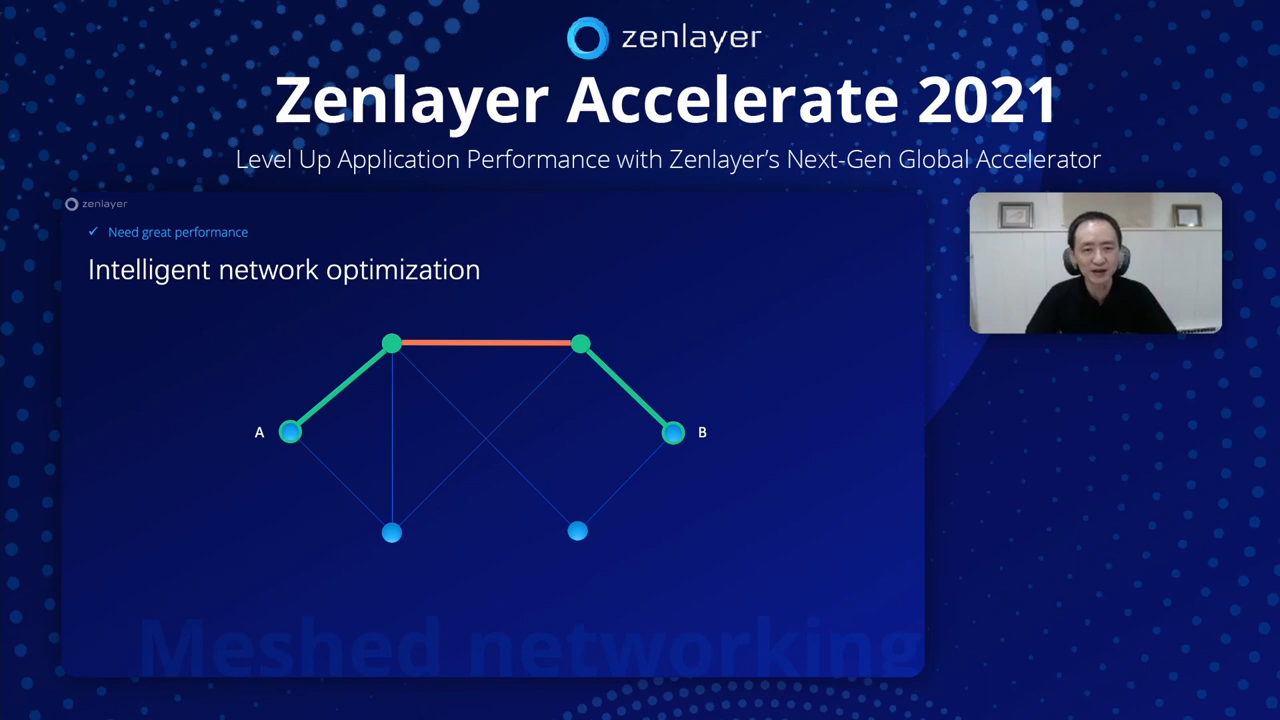 zenlayer
Zenlayer Accelerate 2021
Level Up Application Performance with Zenlayer’s Next-Gen Global Accelerator
zenlayer
Need great performance
Intelligent network optimization
A
B
Meshed networking